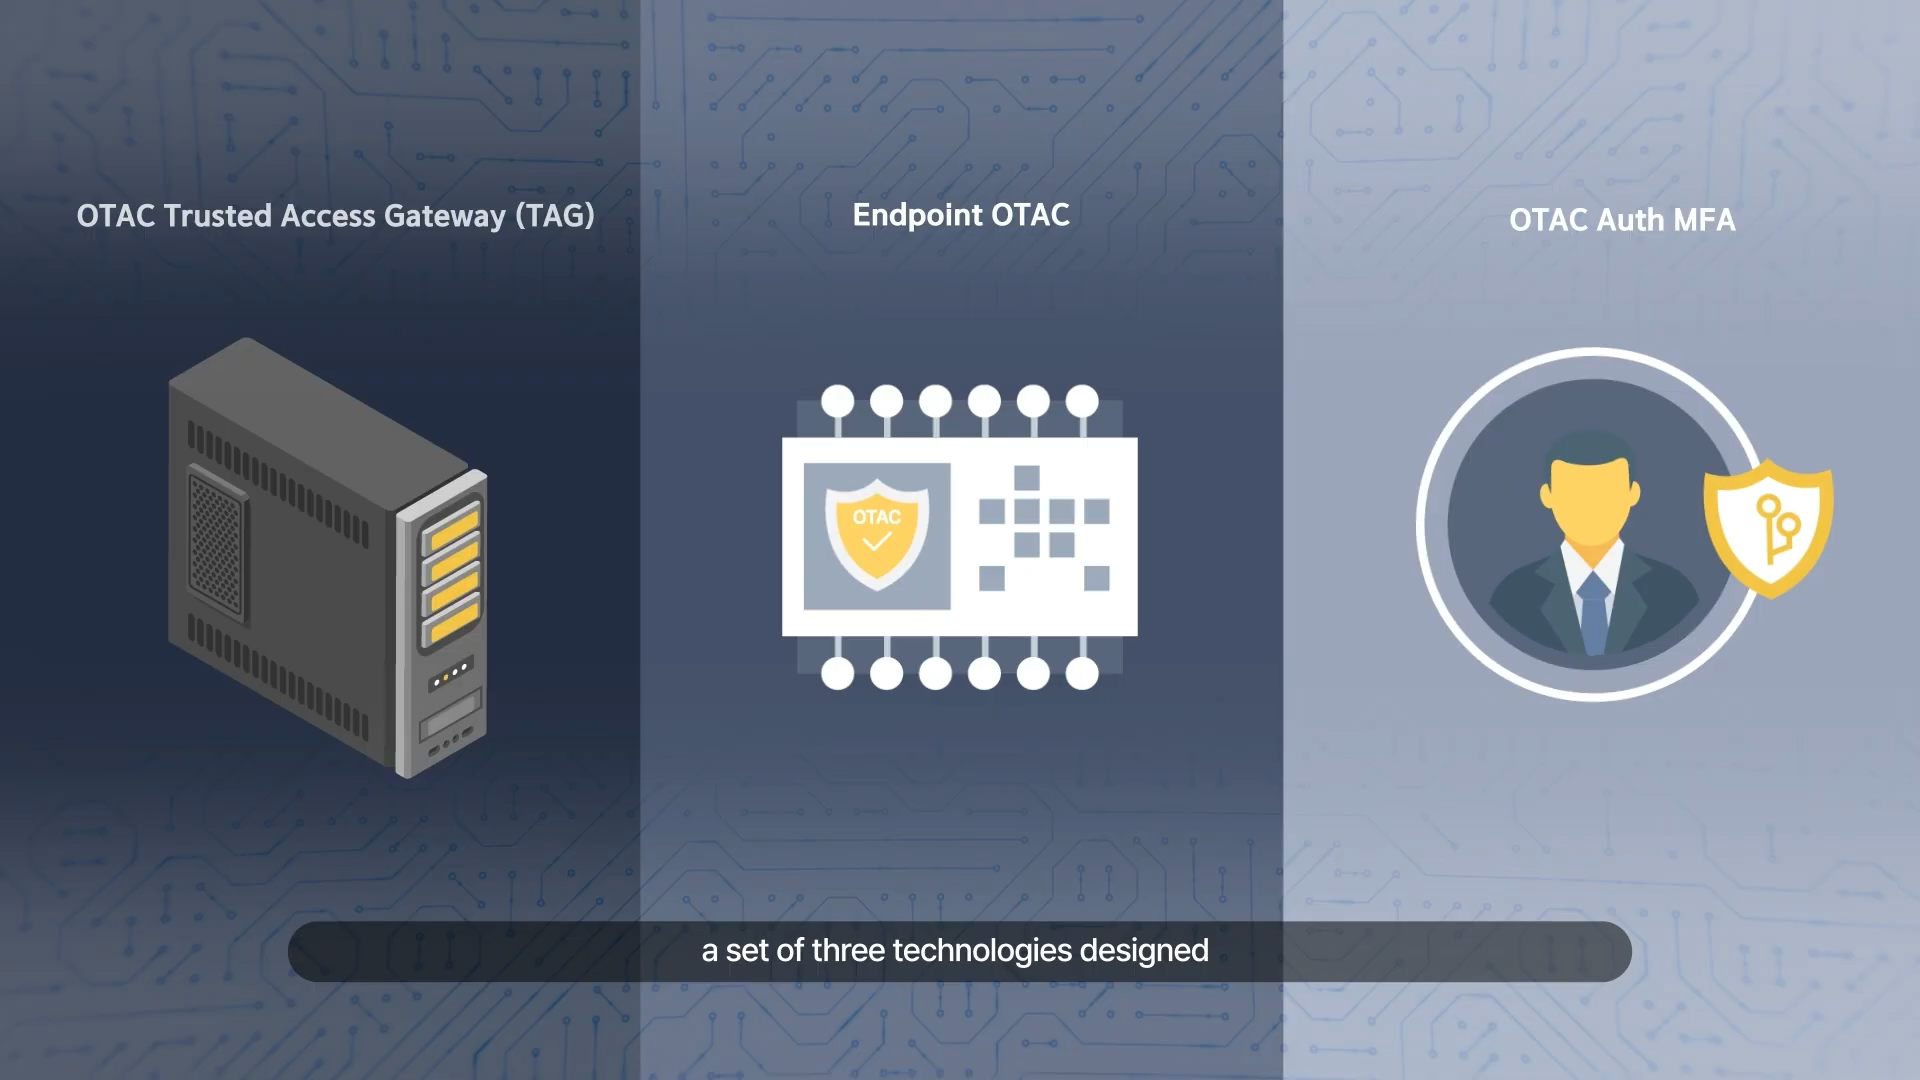 OTAC Trusted Access Gateway (TAG)
Endpoint OTAC
OTAC Auth MFA
OTAC
a set of three technologies designed